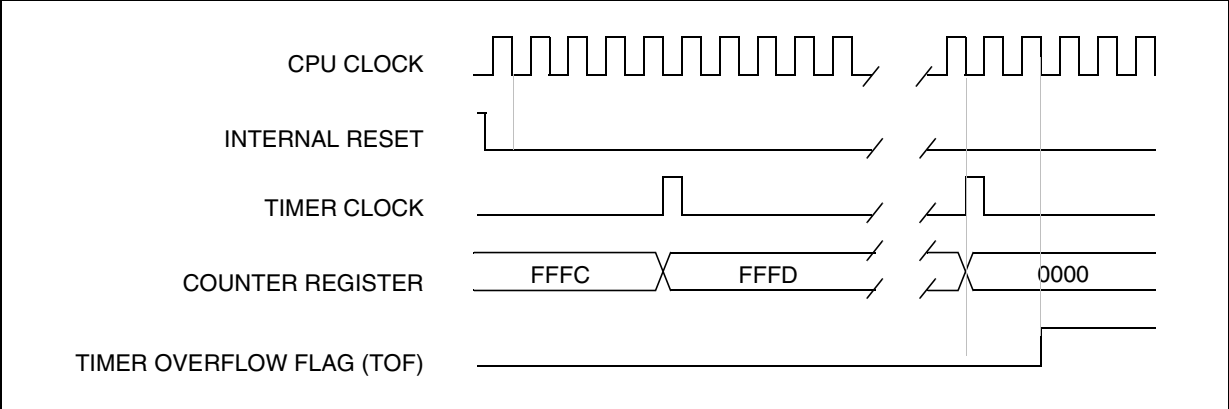 CPU CLOCK
INTERNAL RESET
TIMER CLOCK
COUNTER REGISTER FFFC FFFD 0000
TIMER OVERFLOW FLAG (TOF)